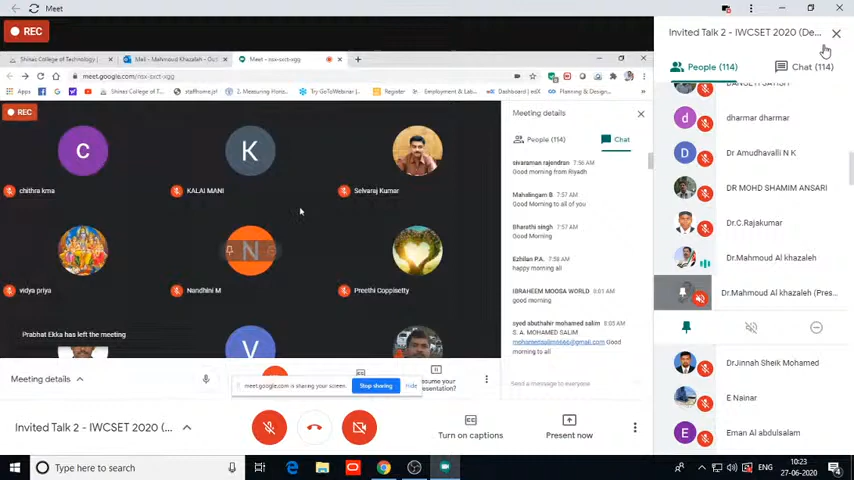 Meet
REC
Invited Talk 2 - IWCSET 2020 (De...
People (114)
Chat (114)
Shinas College of Technology |
Mail - Mahmoud Khazaleh - Out
Meet - nsx-sxct-xgg
meet.google.com/nsx-sxct-xgg
Shinas College of T...
staffhome.jsf
2. Measuring Horiz...
Try GoToWebinar |
Register
Employment & Lab...
Dashboard | edX
Planning & Design...
REC
C
K
chithra kma
KALAI MANI
Selvaraj Kumar
N
vidya priya
Nandhini M
Preethi Doppisetty
Prabhat Ekka has left the meeting
V
Meeting details
meet.google.com is sharing your screen.
Stop sharing
Hide
Meeting details
People (114)
Chat
sivaraman rajendran 7:56 AM
Good morning from Riyadh
Mahalingam B 7:57 AM
Good Morning to all of you
Bharathi singh 7:57 AM
Good Morning
Ezhilan P.A. 7:58 AM
happy morning all
IBRAHEEM MOOSA WORLD 8:01 AM
good morning
syed abuthahir mohamed salim 8:05 AM
S. A. MOHAMED SALIM
mohamedsalim6666@gmail.com Good
morning to all
Send a message to everyone
d
dharmar dharmar
D
Dr Amudhavalli N K
DR MOHD SHAMIM ANSARI
Dr.C.Rajakumar
Dr.Mahmoud Al khazaleh
Dr.Mahmoud Al khazaleh (Pres...
DrJinnah Sheik Mohamed
E Nainar
E
Eman Al abdulsalam
Invited Talk 2 - IWCSET 2020 (...
Turn on captions
Present now
Type here to search
ENG
10:23
27-06-2020
4